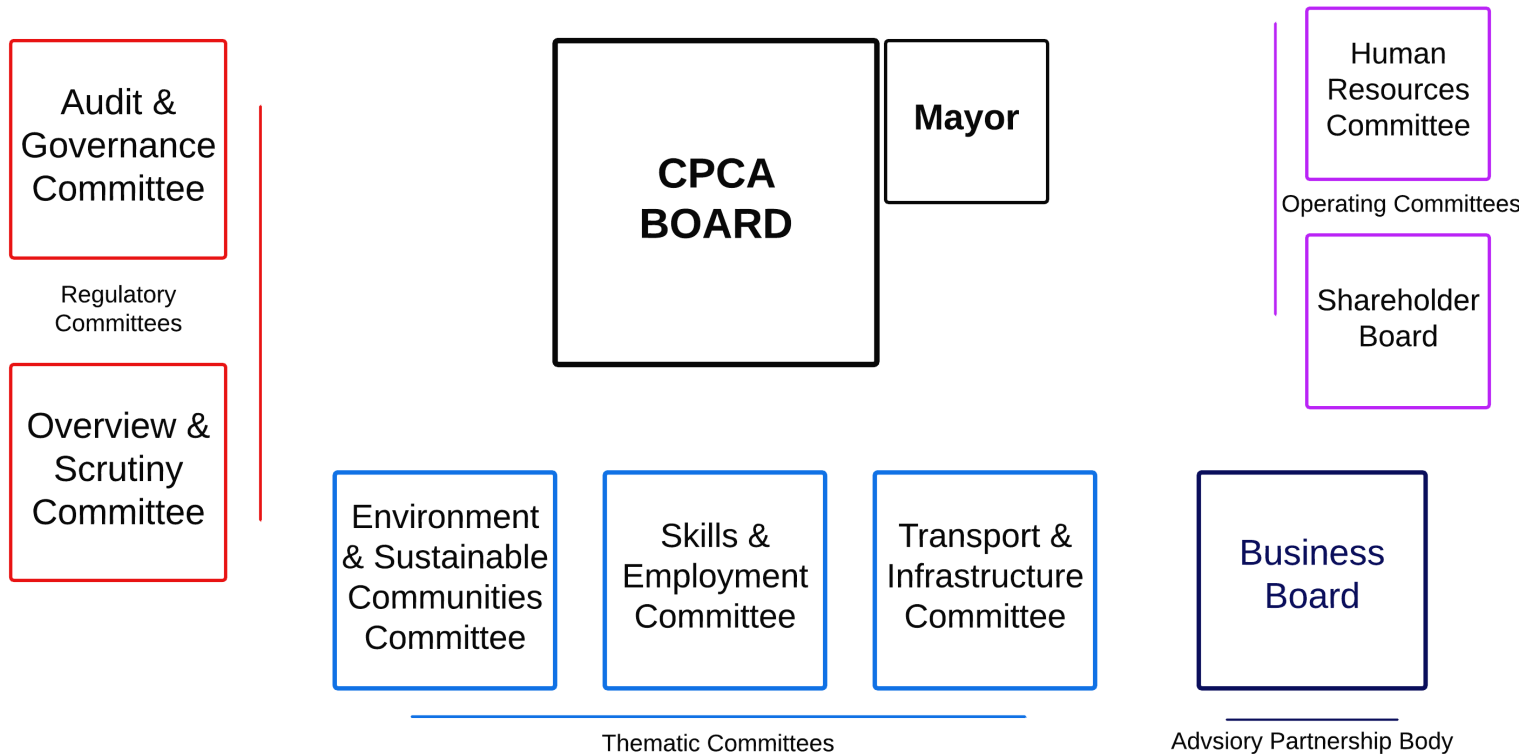 Audit &
Governance
Committee
Regulatory
Committees
Overview &
Scrutiny
Committee
CPCA
BOARD
Mayor
Human
Resources
Committee
Operating Committees
Shareholder
Board
Environment
& Sustainable
Communities
Committee
Skills &
Employment
Committee
Transport &
Infrastructure
Committee
Thematic Committees
Business
Board
Advsiory Partnership Body